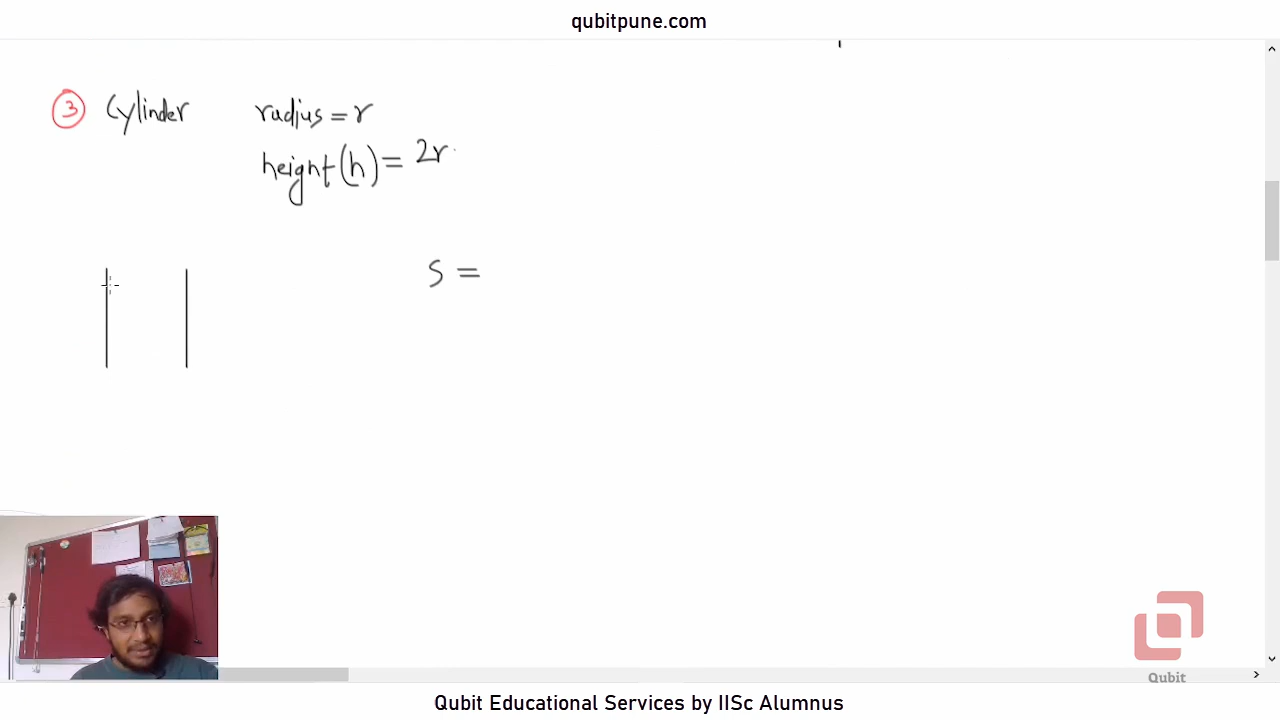 qubitpune.com
3 Cylinder radius = r
height (h) = 2r
S =
Qubit
Qubit Educational Services by IISc Alumnus